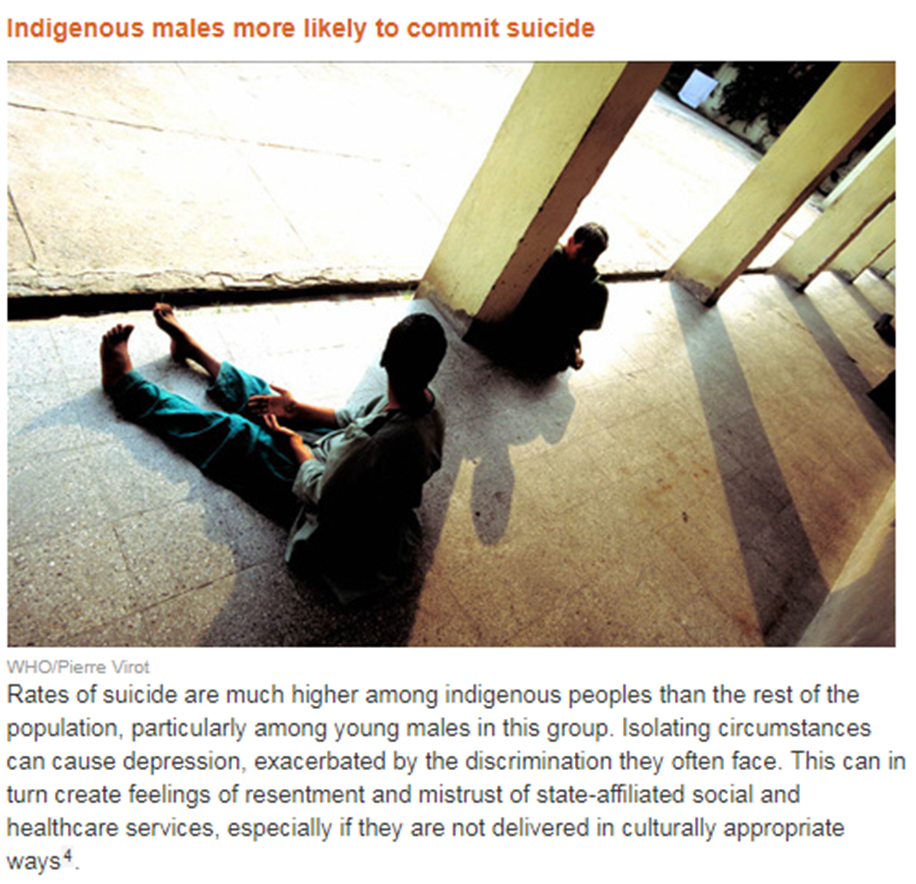 Indigenous males more likely to commit suicide
WHO/Pierre Virot
Rates of suicide are much higher among indigenous peoples than the rest of the
population, particularly among young males in this group. Isolating circumstances
can cause depression, exacerbated by the discrimination they often face. This can in
turn create feelings of resentment and mistrust of state-affiliated social and
healthcare services, especially if they are not delivered in culturally appropriate
ways⁴.